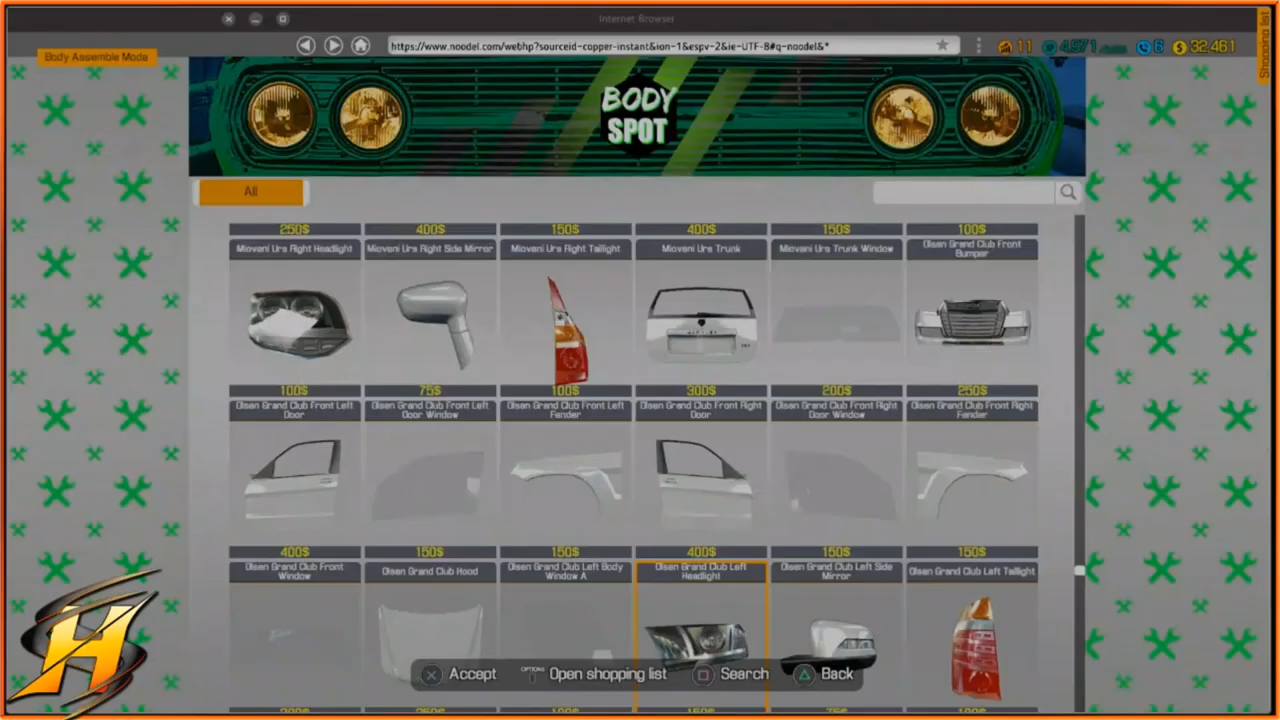 Internet Browser
https://www.noodel.com/webhp?sourceid=copper-instant&ion-1&espv-2&ie-UTF-8#q-noodel&*
11
4,971
6
32,461
Shopping list
Body Assemble Mode
BODY
SPOT
All
250$
400$
150$
400$
150$
100$
Mioveni Urs Right Headlight
Mioveni Urs Right Side Mirror
Mioveni Urs Right Taillight
Mioveni Urs Trunk
Mioveni Urs Trunk Window
Olsen Grand Club Front
Bumper
100$
75$
100$
300$
200$
250$
Olsen Grand Club Front Left
Door
Olsen Grand Club Front Left
Door Window
Olsen Grand Club Front Left
Fender
Olsen Grand Club Front Right
Door
Olsen Grand Club Front Right
Door Window
Olsen Grand Club Front Right
Fender
400$
150$
150$
400$
150$
150$
Olsen Grand Club Front
Window
Olsen Grand Club Hood
Olsen Grand Club Left Body
Window A
Olsen Grand Club Left
Headlight
Olsen Grand Club Left Side
Mirror
Olsen Grand Club Left Taillight
Accept
OPTIONS
Open shopping list
Search
Back
H